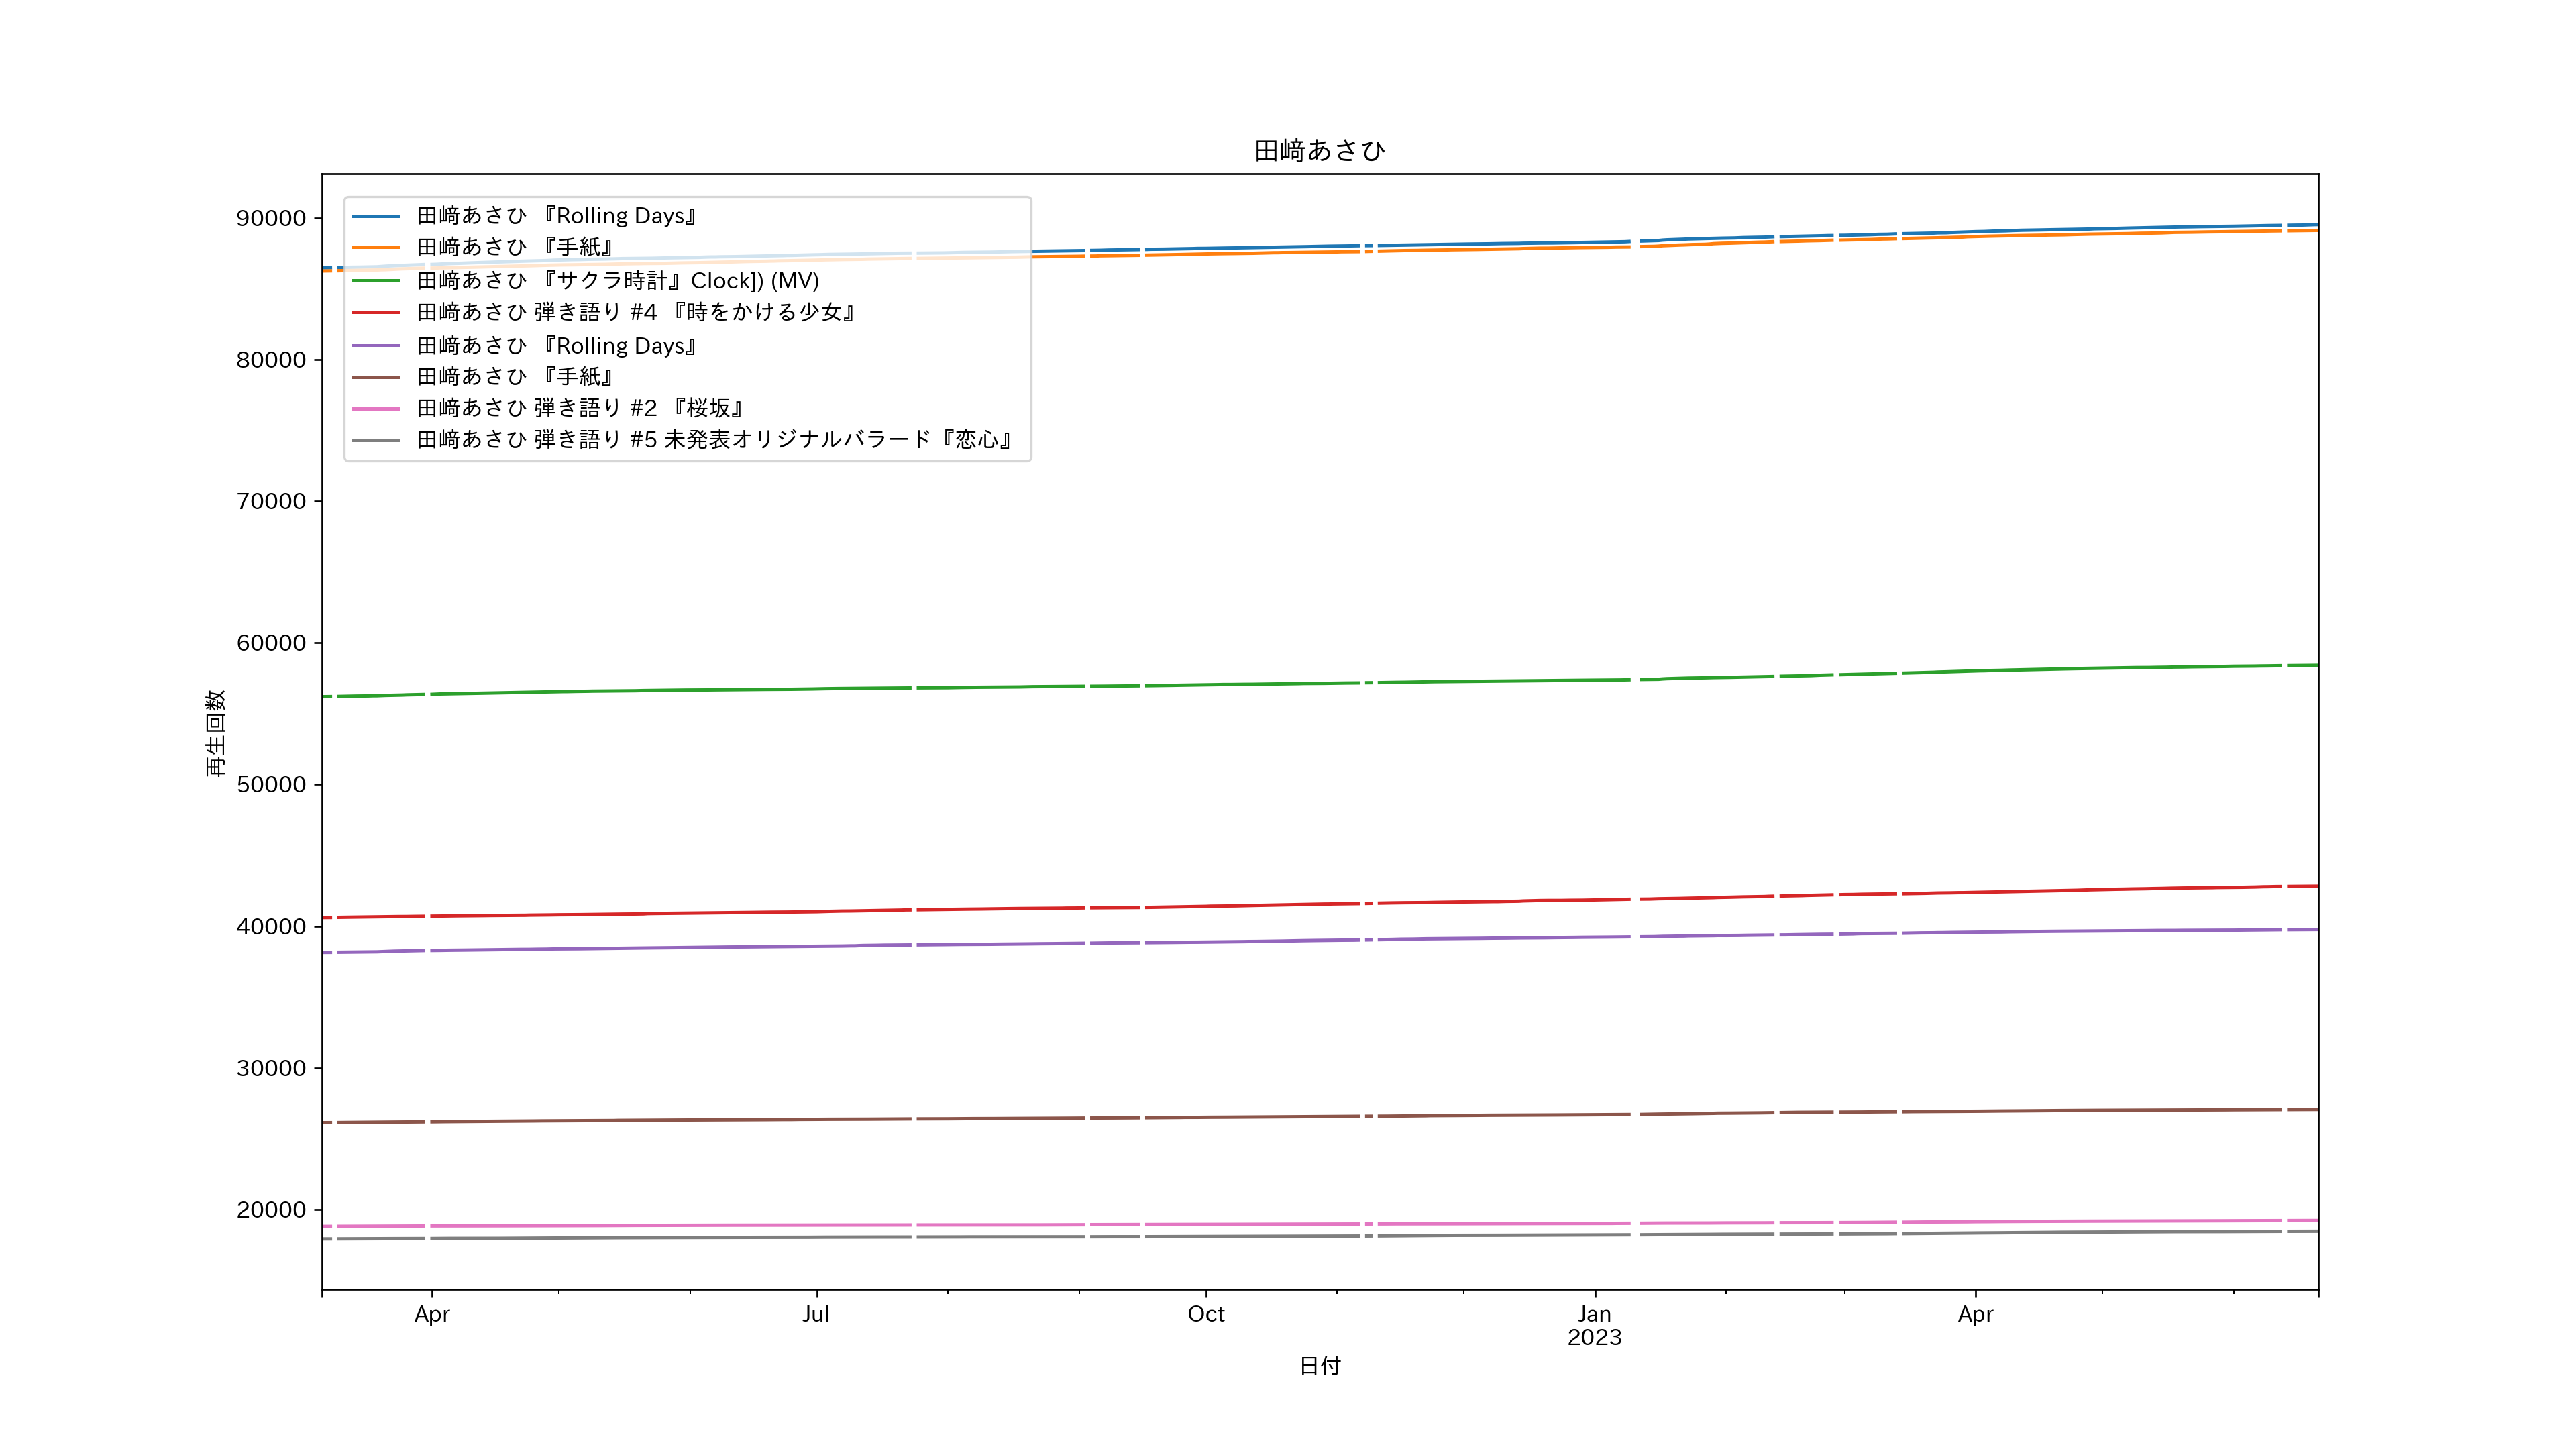 田﨑あさひ
90000
80000
70000
60000
50000
40000
30000
20000
再生回数
田﨑あさひ 『Rolling Days』
田﨑あさひ 『手紙』
田﨑あさひ 『サクラ時計』Clock]) (MV)
田﨑あさひ 弾き語り #4 『時をかける少女』
田﨑あさひ 『Rolling Days』
田﨑あさひ 『手紙』
田﨑あさひ 弾き語り #2 『桜坂』
田﨑あさひ 弾き語り #5 未発表オリジナルバラード『恋心』
Apr
Jul
Oct
Jan
2023
Apr
日付